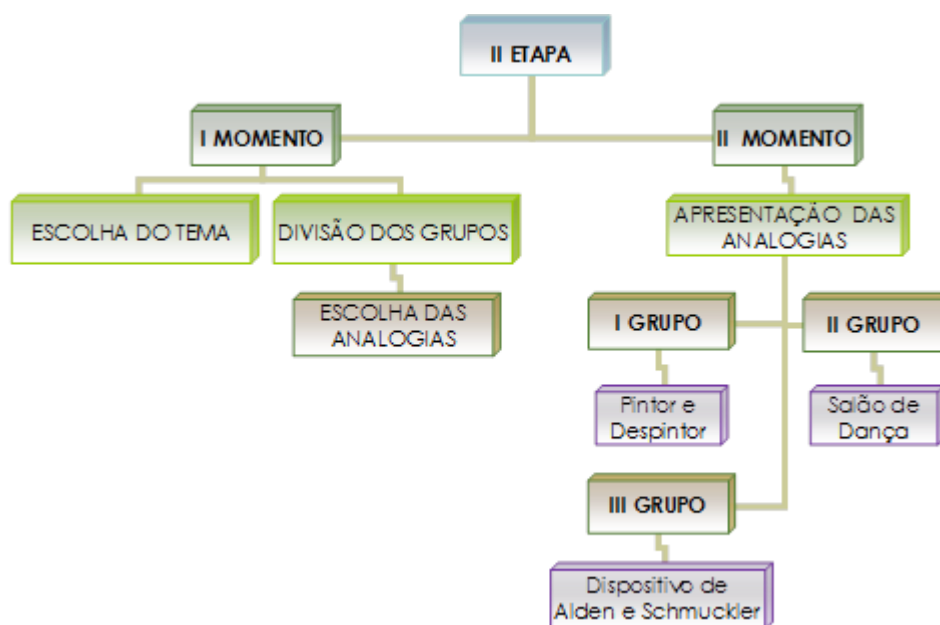 II ETAPA
I MOMENTO
II MOMENTO
ESCOLHA DO TEMA
DIVISÃO DOS GRUPOS
APRESENTAÇÃO DAS
ANALOGIAS
ESCOLHA DAS
ANALOGIAS
I GRUPO
II GRUPO
Pintor e
Despintor
Salão de
Dança
III GRUPO
Dispositivo de
Alden e Schmuckler